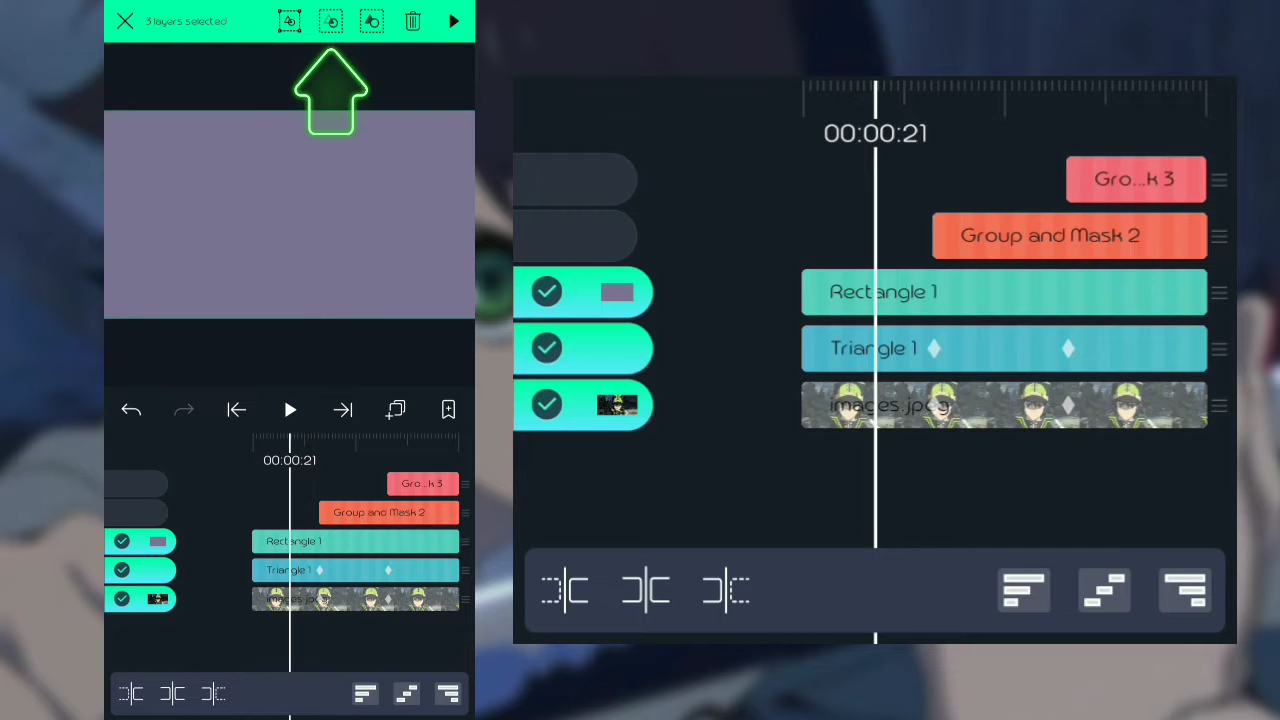 3 layers selected
00:00:21
Gro...k 3
Group and Mask 2
Rectangle 1
Triangle 1
images.jpeg
00:00:21
Gro...k 3
Group and Mask 2
Rectangle 1
Triangle 1
images.jpeg